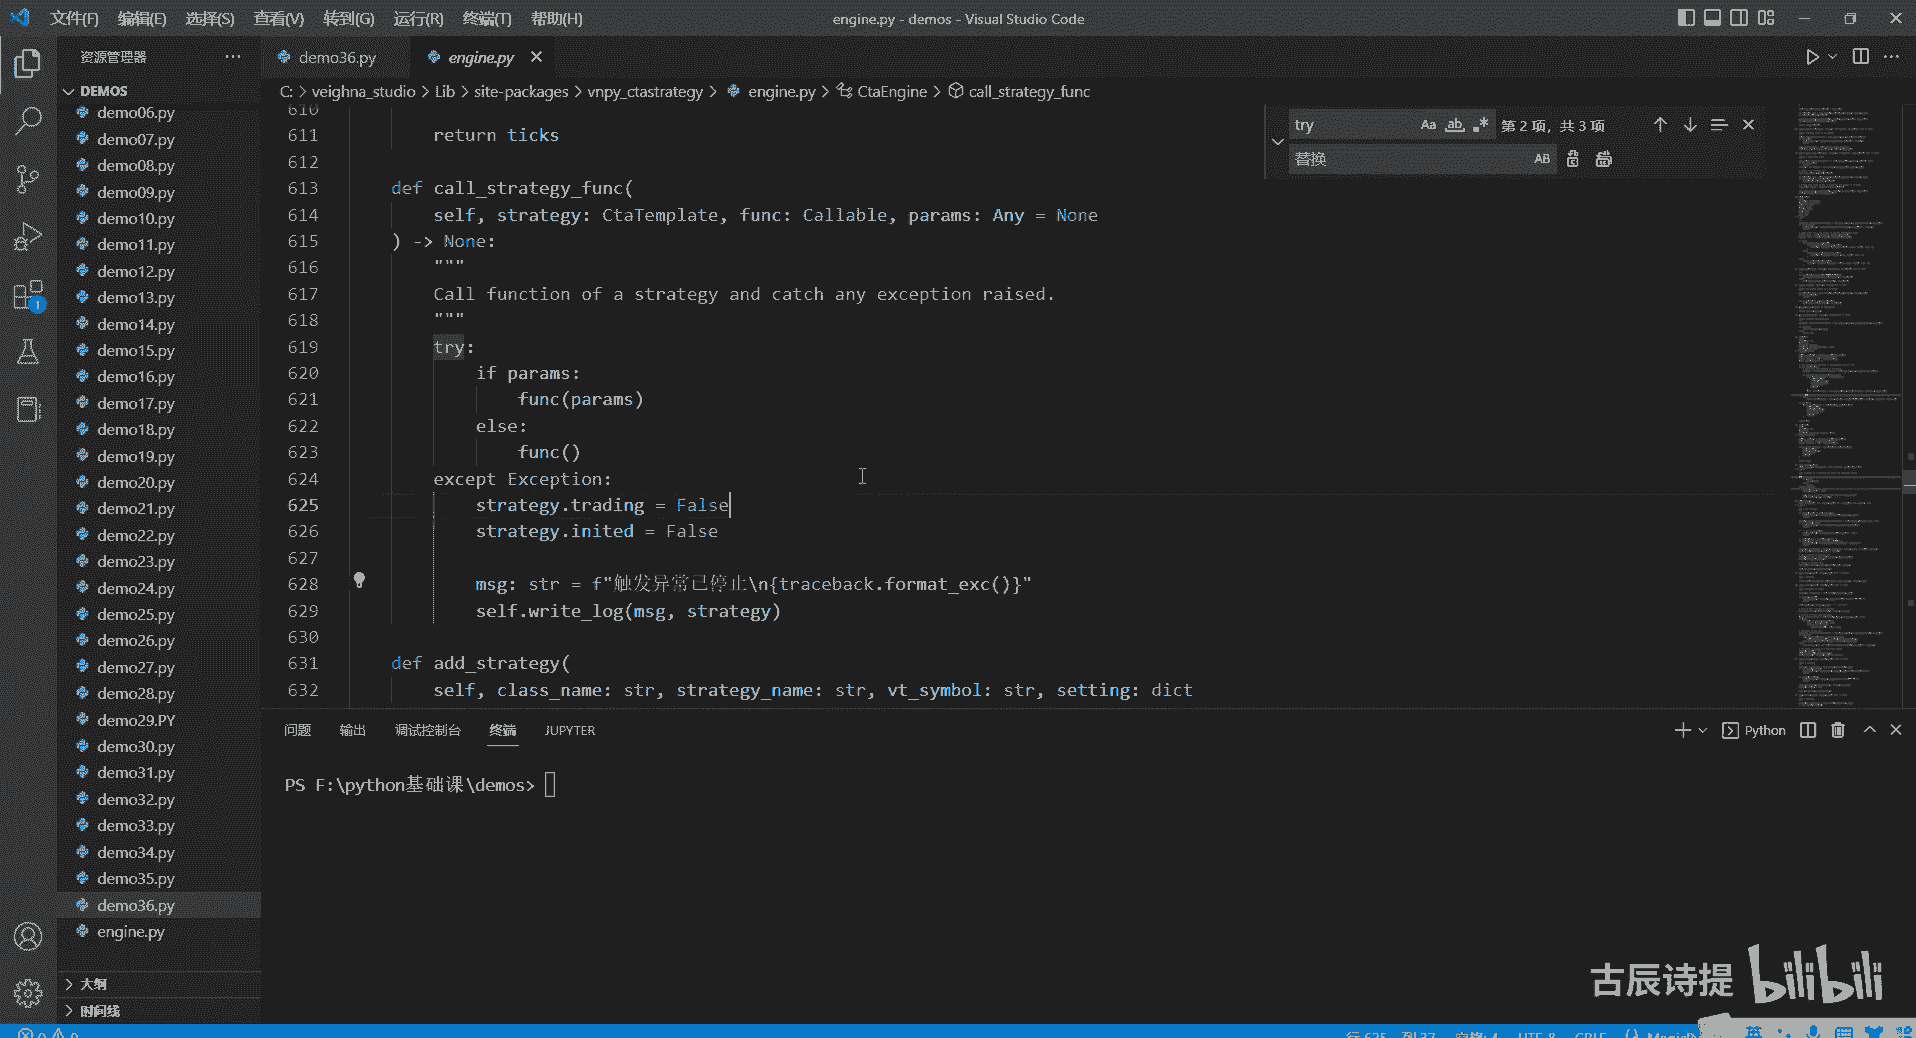 文件(F) 编辑(E) 选择(S) 查看(V) 转到(G) 运行(R) 终端(T) 帮助(H)
engine.py - demos - Visual Studio Code
资源管理器
demo36.py
engine.py
DEMOS
C: > veighna_studio > Lib > site-packages > vnpy_ctastrategy > engine.py > CtaEngine > call_strategy_func
demo06.py
demo07.py
demo08.py
demo09.py
demo10.py
demo11.py
demo12.py
demo13.py
demo14.py
demo15.py
demo16.py
demo17.py
demo18.py
demo19.py
demo20.py
demo21.py
demo22.py
demo23.py
demo24.py
demo25.py
demo26.py
demo27.py
demo28.py
demo29.PY
demo30.py
demo31.py
demo32.py
demo33.py
demo34.py
demo35.py
demo36.py
engine.py
大纲
时间线
1
try Aa ab 第 2 项, 共 3 项
替换 AB
610
611 return ticks
612
613 def call_strategy_func(
614 self, strategy: CtaTemplate, func: Callable, params: Any = None
615 ) -> None:
616 """
617 Call function of a strategy and catch any exception raised.
618 """
619 try:
620 if params:
621 func(params)
622 else:
623 func()
624 except Exception:
625 strategy.trading = False
626 strategy.inited = False
627
628 msg: str = f"触发异常已停止\n{traceback.format_exc()}"
629 self.write_log(msg, strategy)
630
631 def add_strategy(
632 self, class_name: str, strategy_name: str, vt_symbol: str, setting: dict
问题 输出 调试控制台 终端 JUPYTER
Python
PS F:\python基础课\demos>
古辰诗提 bilibili
行 625, 列 37 空格: 4 UTF-8 CRLF
英